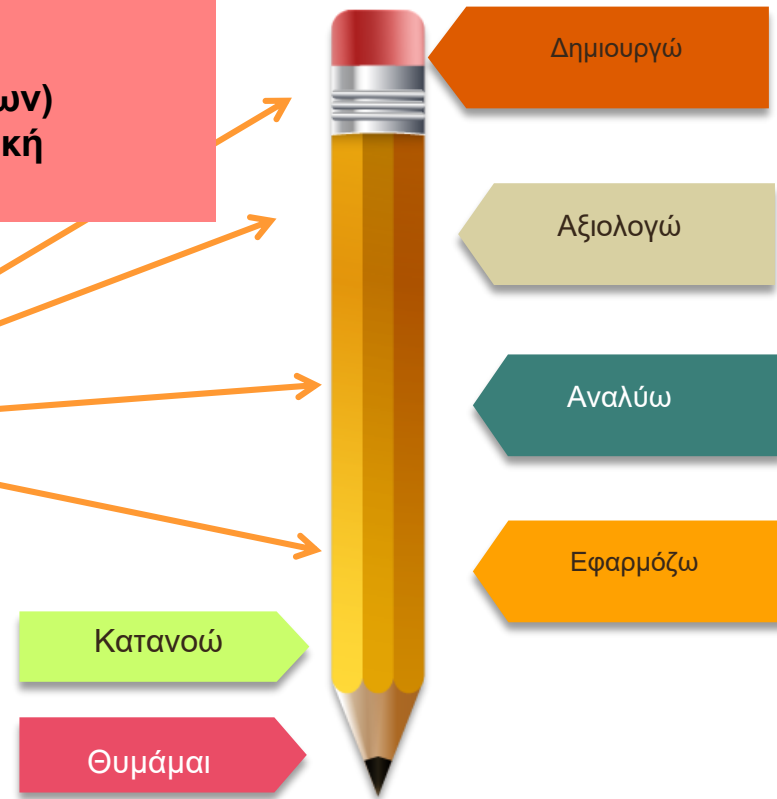 ων)
κή
Δημιουργώ
Αξιολογώ
Αναλύω
Εφαρμόζω
Κατανοώ
Θυμάμαι